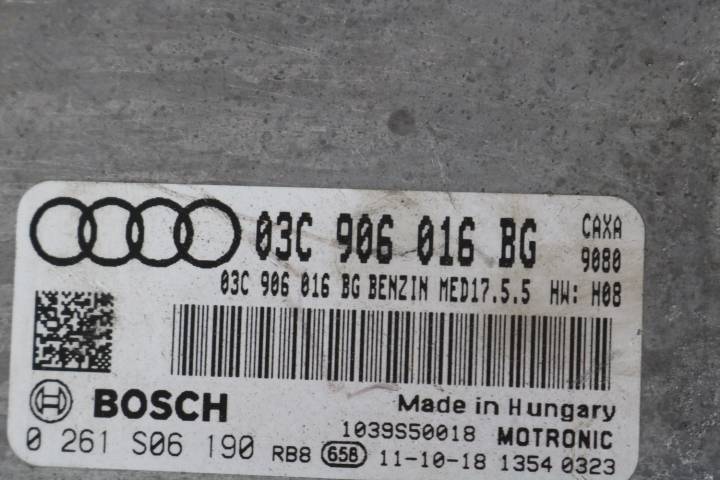 03C 906 016 BG CAXA
9080
03C 906 016 BG BENZIN MED17.5.5 HW: H08
BOSCH Made in Hungary
1039S50018 MOTRONIC
0 261 S06 190 RB8 658 11-10-18 1354 0323